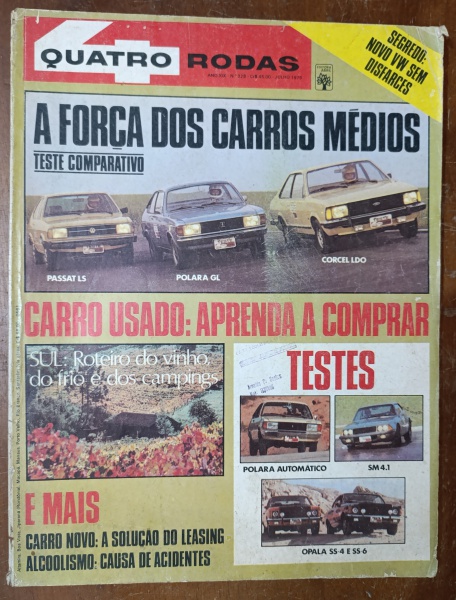 4
QUATRO RODAS
SEGREDO:
NOVO VW SEM
DISFARCES
A FORÇA DOS CARROS MÉDIOS
TESTE COMPARATIVO
PASSAT LS
POLARA GL
CORCEL LDO
CARRO USADO: APRENDA A COMPRAR
SUL: Roteiro do vinho,
do frio e dos campings
TESTES
POLARA AUTOMÁTICO
SM 4.1
OPALA SS-4 E SS-6
E MAIS
CARRO NOVO: A SOLUÇÃO DO LEASING
ALCOOLISMO: CAUSA DE ACIDENTES